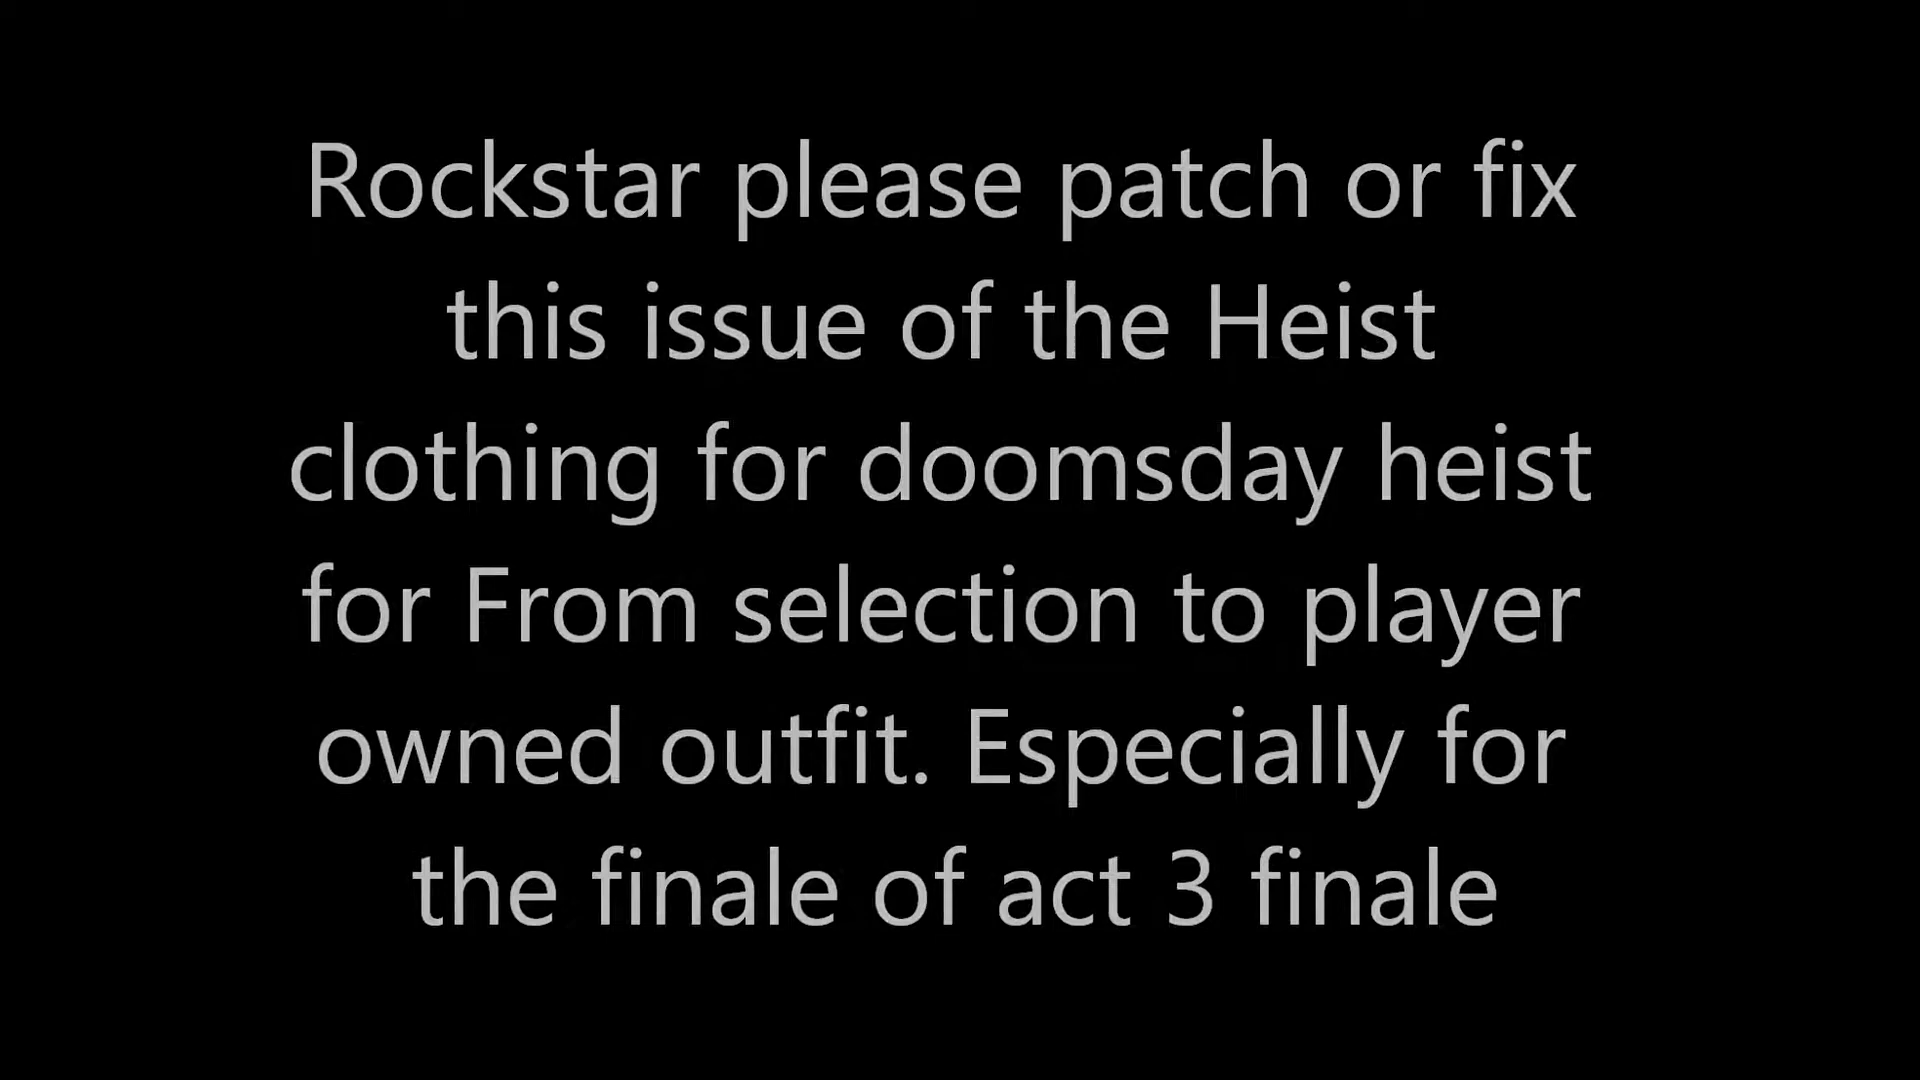 Rockstar please patch or fix
this issue of the Heist
clothing for doomsday heist
for From selection to player
owned outfit. Especially for
the finale of act 3 finale